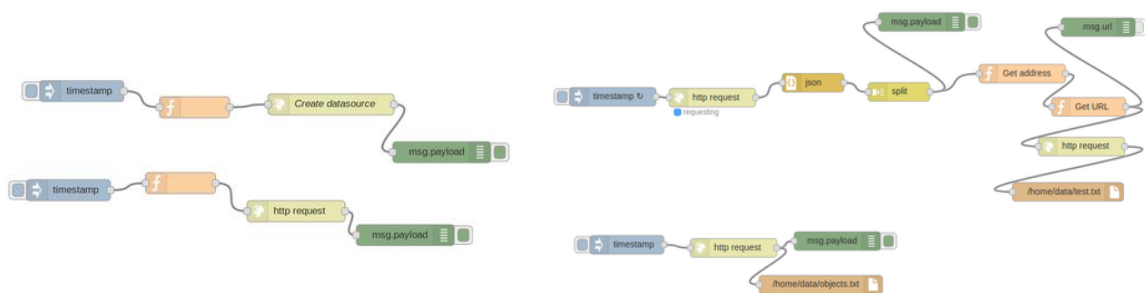 timestamp
Create datasource
msg.payload
timestamp
http request
msg.payload
msg.payload
msg.url
Get address
json
timestamp ↻
http request
split
requesting
Get URL
http request
/home/data/test.txt
timestamp
http request
msg.payload
/home/data/objects.txt